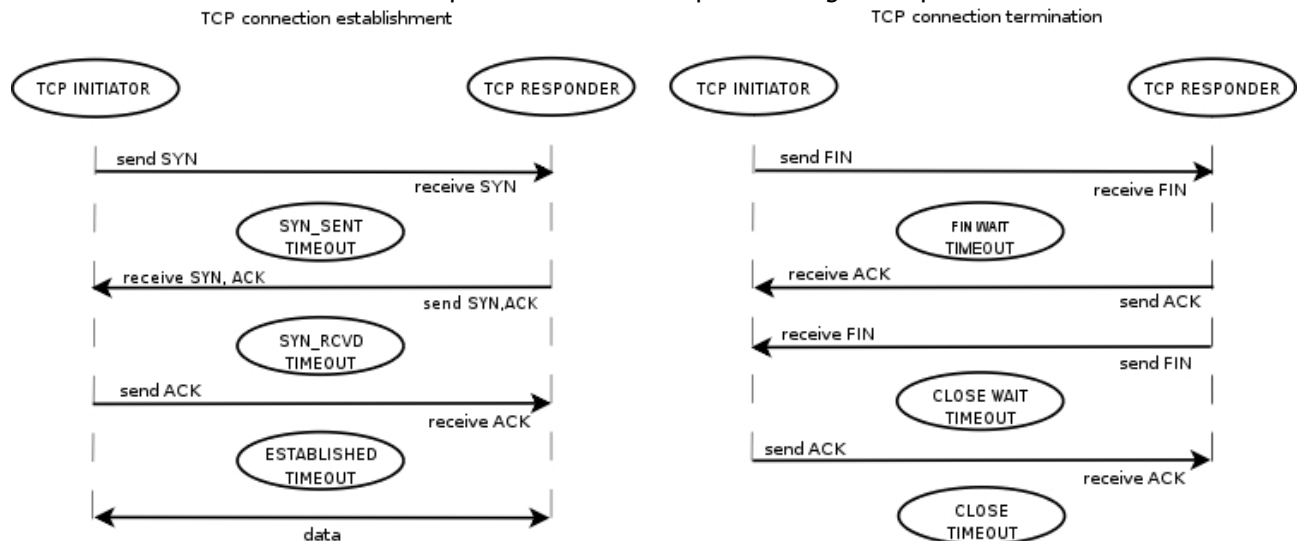 TCP connection establishment
TCP INITIATOR
TCP RESPONDER
send SYN
receive SYN
SYN_SENT
TIMEOUT
receive SYN, ACK
send SYN,ACK
SYN_RCVD
TIMEOUT
send ACK
receive ACK
ESTABLISHED
TIMEOUT
data
TCP connection termination
TCP INITIATOR
TCP RESPONDER
send FIN
receive FIN
FIN WAIT
TIMEOUT
receive ACK
send ACK
receive FIN
send FIN
CLOSE WAIT
TIMEOUT
send ACK
receive ACK
CLOSE
TIMEOUT